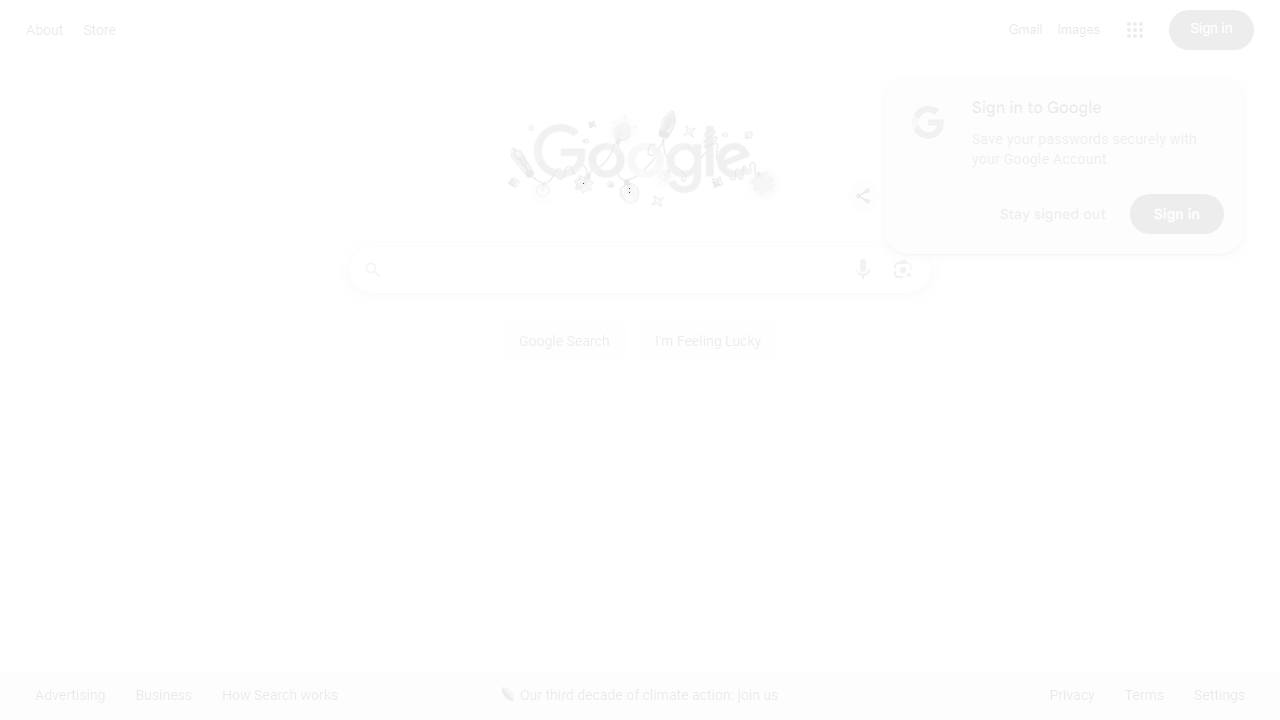 About Store Gmail Images Sign in
Google
Sign in to Google
Save your passwords securely with
your Google Account
Stay signed out Sign in
Google Search I'm Feeling Lucky
Advertising Business How Search works Our third decade of climate action: join us Privacy Terms Settings